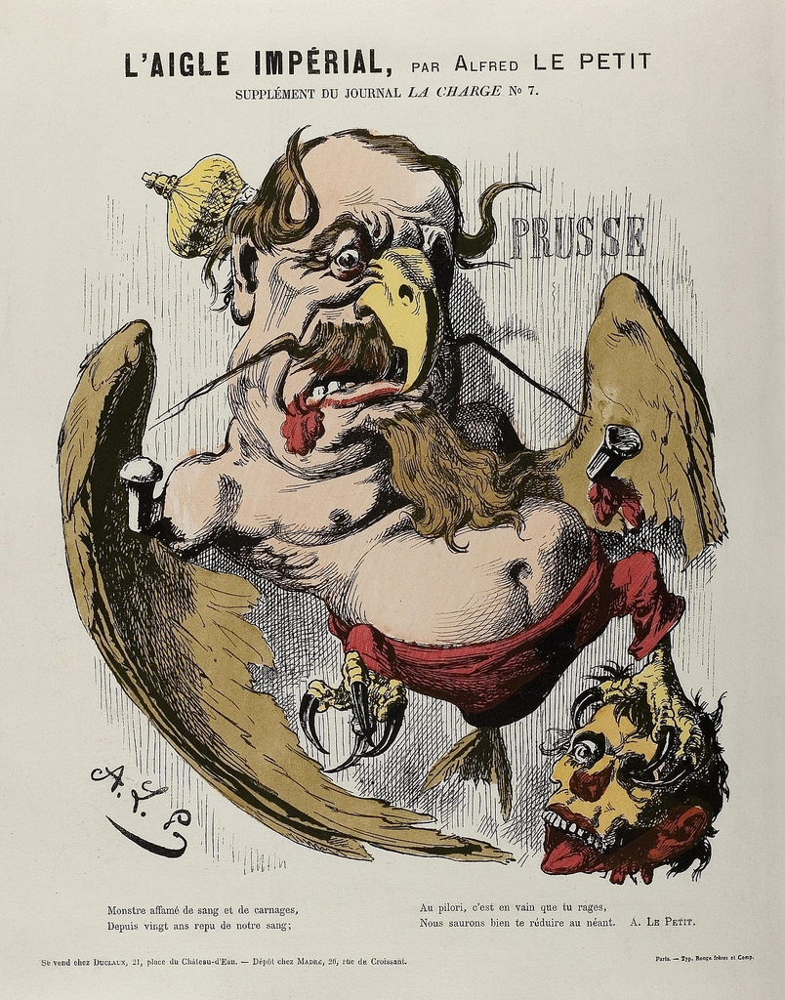 L'AIGLE IMPÉRIAL, PAR ALFRED LE PETIT
SUPPLÉMENT DU JOURNAL LA CHARGE No 7.
PRUSSE
A. L. P.
Monstre affamé de sang et de carnages,
Depuis vingt ans repu de notre sang;
Au pilori, c'est en vain que tu rages,
Nous saurons bien te réduire au néant. A. LE PETIT.
Se vend chez DUCLAUX, 21, place du Château-d'Eau. — Dépôt chez MADRE, 20, rue du Croissant.
Paris. — Typ. Rouge frères et Comp.